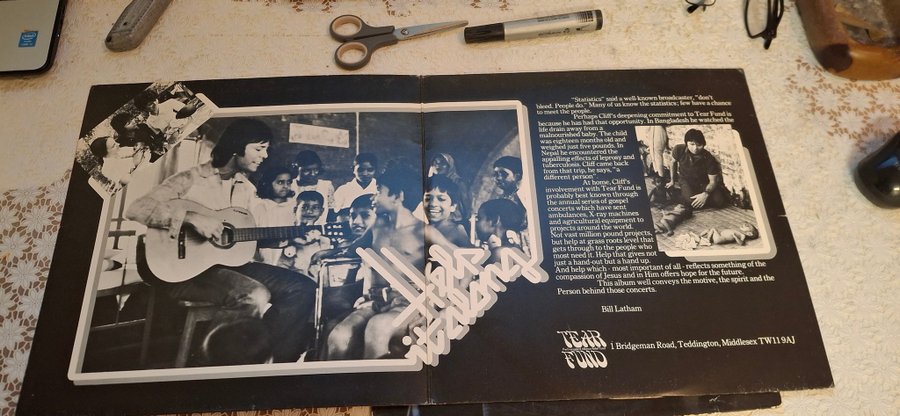 Help
it along
"Statistics" said a well-known broadcaster, "don't
bleed. People do." Many of us know the statistics; few have a chance
to meet the people.
Perhaps Cliff's deepening commitment to Tear Fund is
because he has had that opportunity. In Bangladesh he watched the
life drain away from a
malnourished baby. The child
was eighteen months old and
weighed just five pounds. In
Nepal he encountered the
appalling effects of leprosy and
tuberculosis. Cliff came back
from that trip, he says, "a
different person".
At home, Cliff's
involvement with Tear Fund is
probably best known through
the annual series of gospel
concerts which have sent
ambulances, X-ray machines
and agricultural equipment to
projects around the world.
Not vast million pound projects,
but help at grass roots level that
gets through to the people who
most need it. Help that gives not
just a hand-out but a hand up.
And help which - most important of all - reflects something of the
compassion of Jesus and in Him offers hope for the future.
This album well conveys the motive, the spirit and the
Person behind those concerts.
Bill Latham
TEAR
FUND
1 Bridgeman Road, Teddington, Middlesex TW11 9AJ